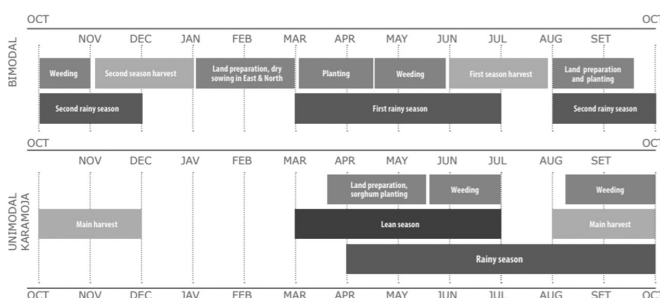 OCT OCT
NOV DEC JAN FEB MAR APR MAY JUN JUL AUG SET
BIMODAL
Weeding
Second season harvest
Land preparation, dry
sowing in East & North
Planting
Weeding
First season harvest
Land preparation
and planting
Second rainy season
First rainy season
Second rainy season
OCT OCT
NOV DEC JAV FEB MAR APR MAY JUN JUL AUG SET
UNIMODAL
KARAMOJA
Land preparation,
sorghum planting
Weeding
Weeding
Main harvest
Lean season
Main harvest
Rainy season
OCT NOV DEC JAN FEB MAR APR MAY JUN JUL AUG SET OCT